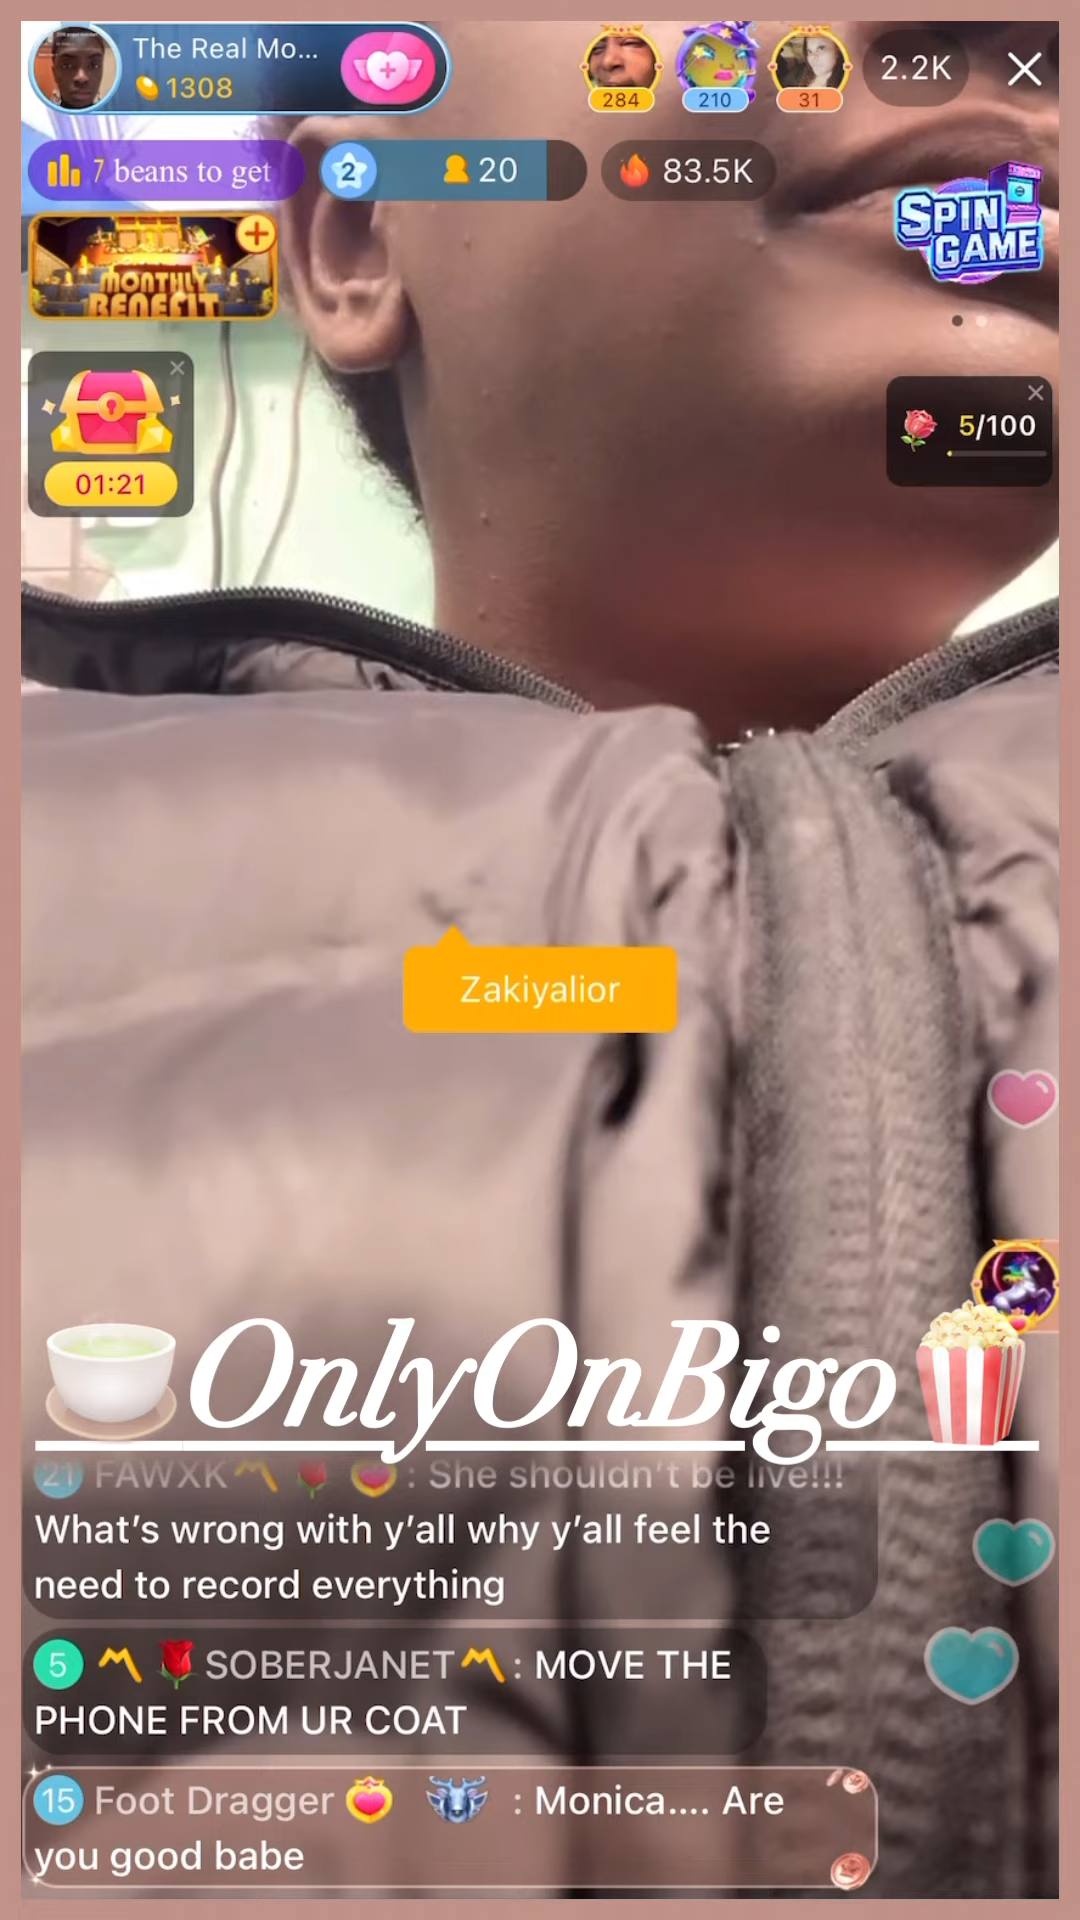 The Real Mo...
1308
284
210
31
2.2K
7 beans to get
2
20
83.5K
SPIN
GAME
MONTHLY
BENEFIT
01:21
5/100
Zakiyalior
OnlyOnBigo
21 FAWXK : She shouldn't be live!!!
What's wrong with y'all why y'all feel the
need to record everything
5 SOBERJANET : MOVE THE
PHONE FROM UR COAT
15 Foot Dragger : Monica.... Are
you good babe